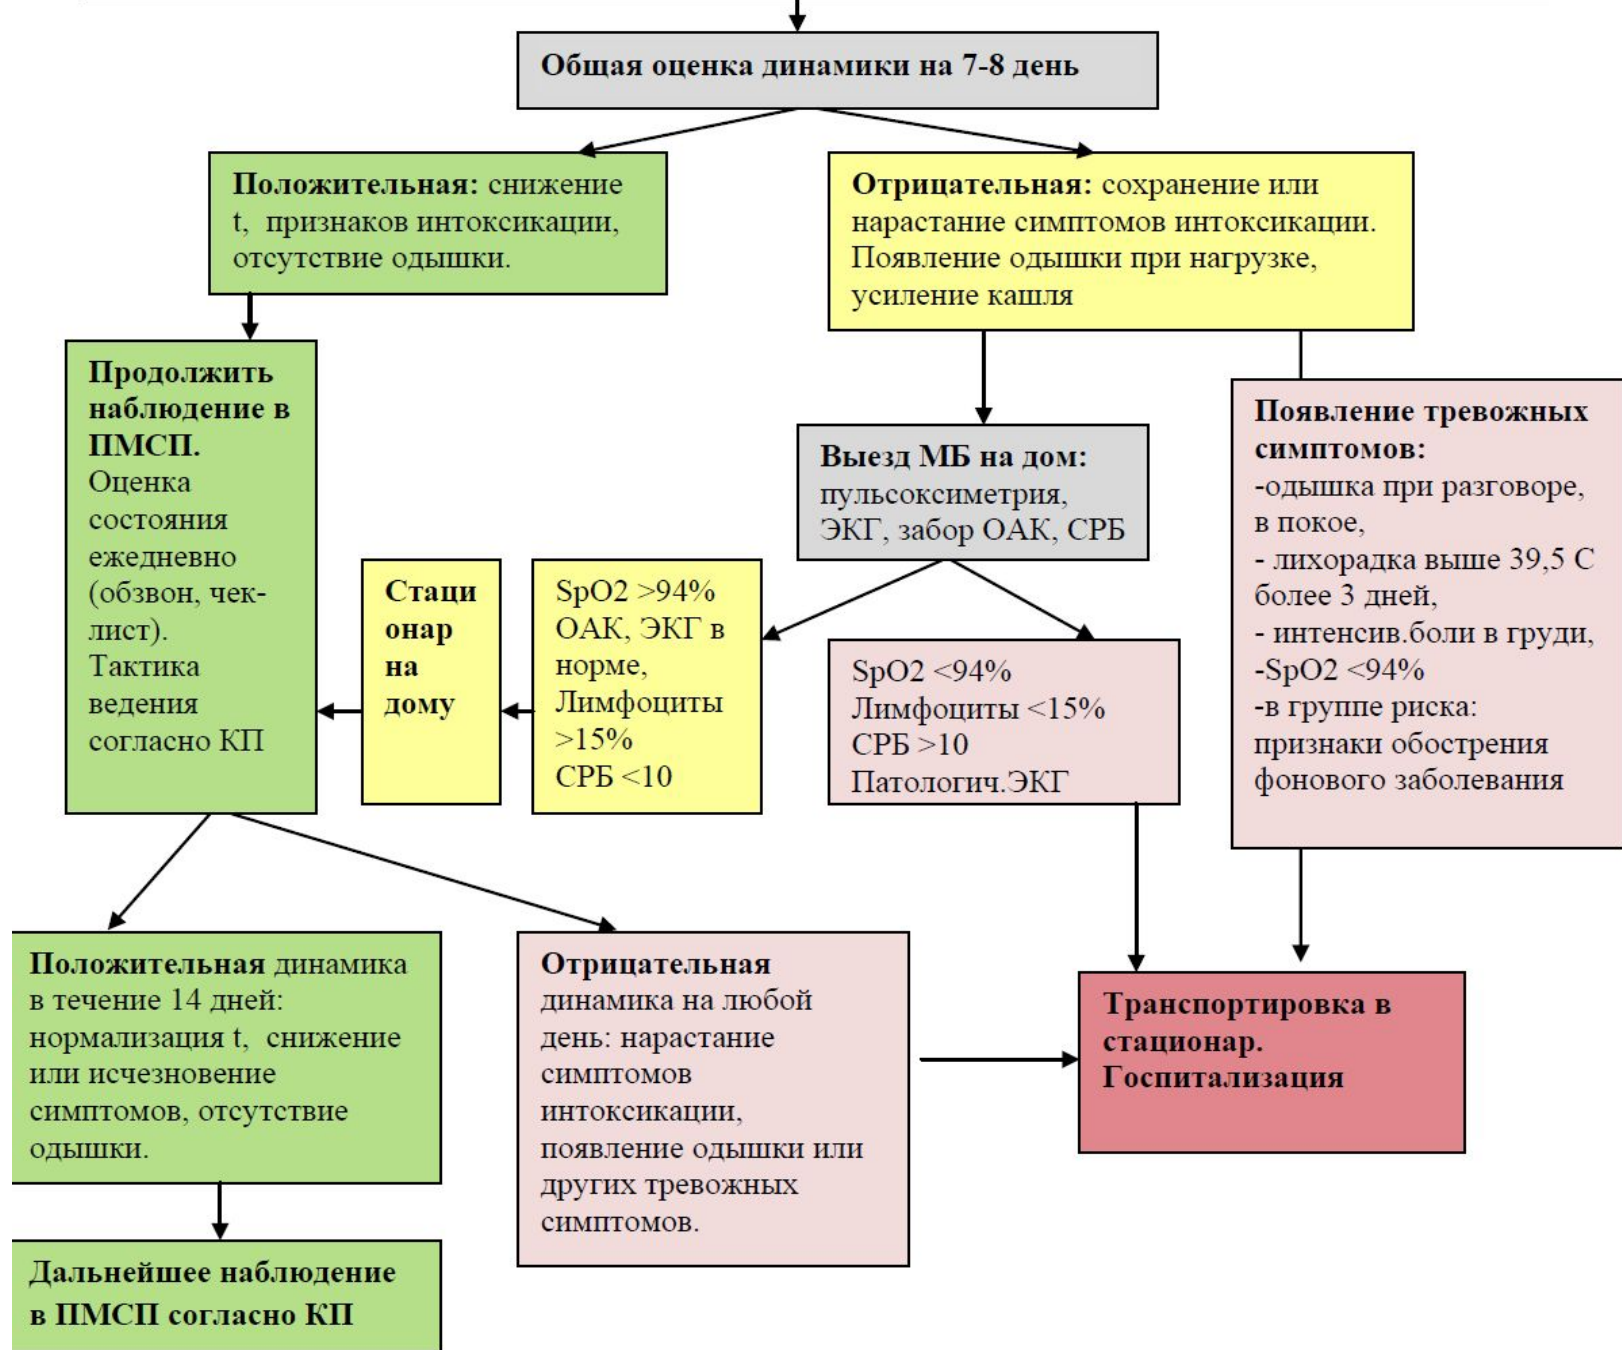 Общая оценка динамики на 7-8 день
Положительная: снижение
t,  признаков интоксикации,
отсутствие одышки.
Отрицательная: сохранение или
нарастание симптомов интоксикации.
Появление одышки при нагрузке,
усиление кашля
Продолжить
наблюдение в
ПМСП.
Оценка
состояния
ежедневно
(обзвон, чек-
лист).
Тактика
ведения
согласно КП
Стаци
онар
на
дому
SpO2 >94%
ОАК, ЭКГ в
норме,
Лимфоциты
>15%
СРБ <10
Выезд МБ на дом:
пульсоксиметрия,
ЭКГ, забор ОАК, СРБ
SpO2 <94%
Лимфоциты <15%
СРБ >10
Патологич.ЭКГ
Появление тревожных
симптомов:
-одышка при разговоре,
в покое,
- лихорадка выше 39,5 С
более 3 дней,
- интенсив.боли в груди,
-SpO2 <94%
-в группе риска:
признаки обострения
фонового заболевания
Положительная динамика
в течение 14 дней:
нормализация t,  снижение
или исчезновение
симптомов, отсутствие
одышки.
Отрицательная
динамика на любой
день: нарастание
симптомов
интоксикации,
появление одышки или
других тревожных
симптомов.
Транспортировка в
стационар.
Госпитализация
Дальнейшее наблюдение
в ПМСП согласно КП